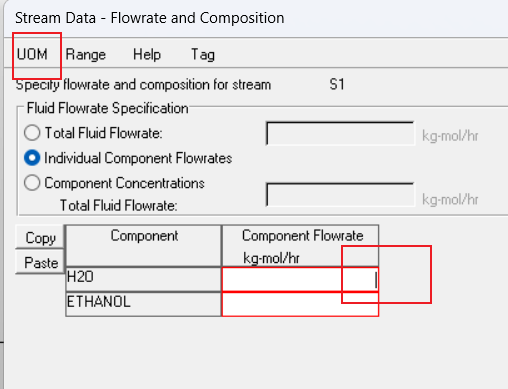 Stream Data - Flowrate and Composition
UOM Range Help Tag
Specify flowrate and composition for stream S1
Fluid Flowrate Specification
Total Fluid Flowrate: kg-mol/hr
Individual Component Flowrates
Component Concentrations
Total Fluid Flowrate: kg-mol/hr
Copy Component Component Flowrate
kg-mol/hr
Paste
H2O
ETHANOL